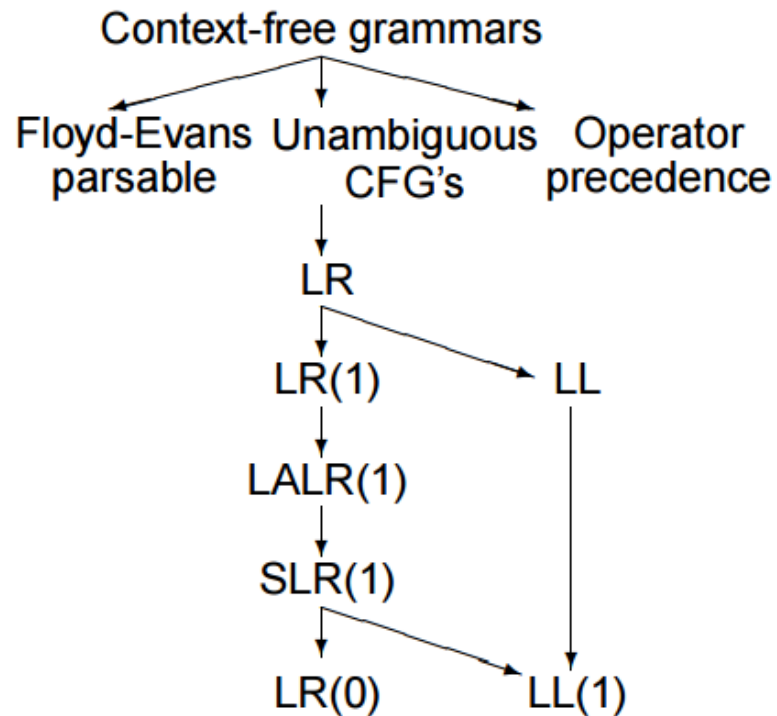 Context-free grammars
Floyd-Evans
parsable
Unambiguous
CFG's
Operator
precedence
LR
LR(1)
LL
LALR(1)
SLR(1)
LR(0)
LL(1)